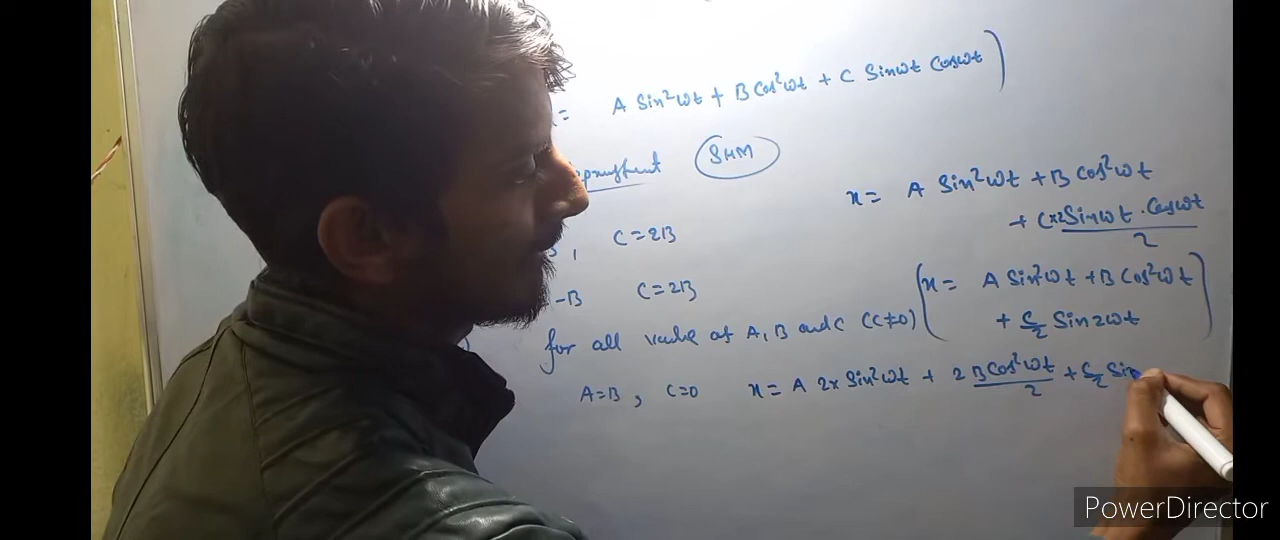 = A Sin²ωt + B Cos²ωt + C Sinωt Cosωt)
SHM
x = A Sin²ωt + B Cos²ωt
+ C×2Sinωt . Cosωt
2
, C = 2B
-B C = 2B
(x = A Sin²ωt + B Cos²ωt
+ C/2 Sin2ωt)
for all value of A, B and C (C≠0)
A=B , C=0
x = A 2x Sin²ωt + 2 B Cos²ωt/2 + C/2 Sin
PowerDirector